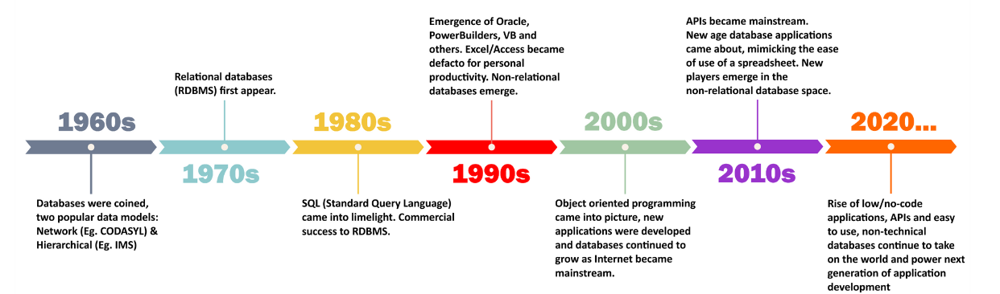 1960s
Databases were coined,
two popular data models:
Network (Eg. CODASYL) &
Hierarchical (Eg. IMS)
Relational databases
(RDBMS) first appear.
1970s
1980s
SQL (Standard Query Language)
came into limelight. Commercial
success to RDBMS.
Emergence of Oracle,
PowerBuilders, VB and
others. Excel/Access became
defacto for personal
productivity. Non-relational
databases emerge.
1990s
2000s
Object oriented programming
came into picture, new
applications were developed
and databases continued to
grow as Internet became
mainstream.
APIs became mainstream.
New age database applications
came about, mimicking the ease
of use of a spreadsheet. New
players emerge in the
non-relational database space.
2010s
2020...
Rise of low/no-code
applications, APIs and easy
to use, non-technical
databases continue to take
on the world and power next
generation of application
development